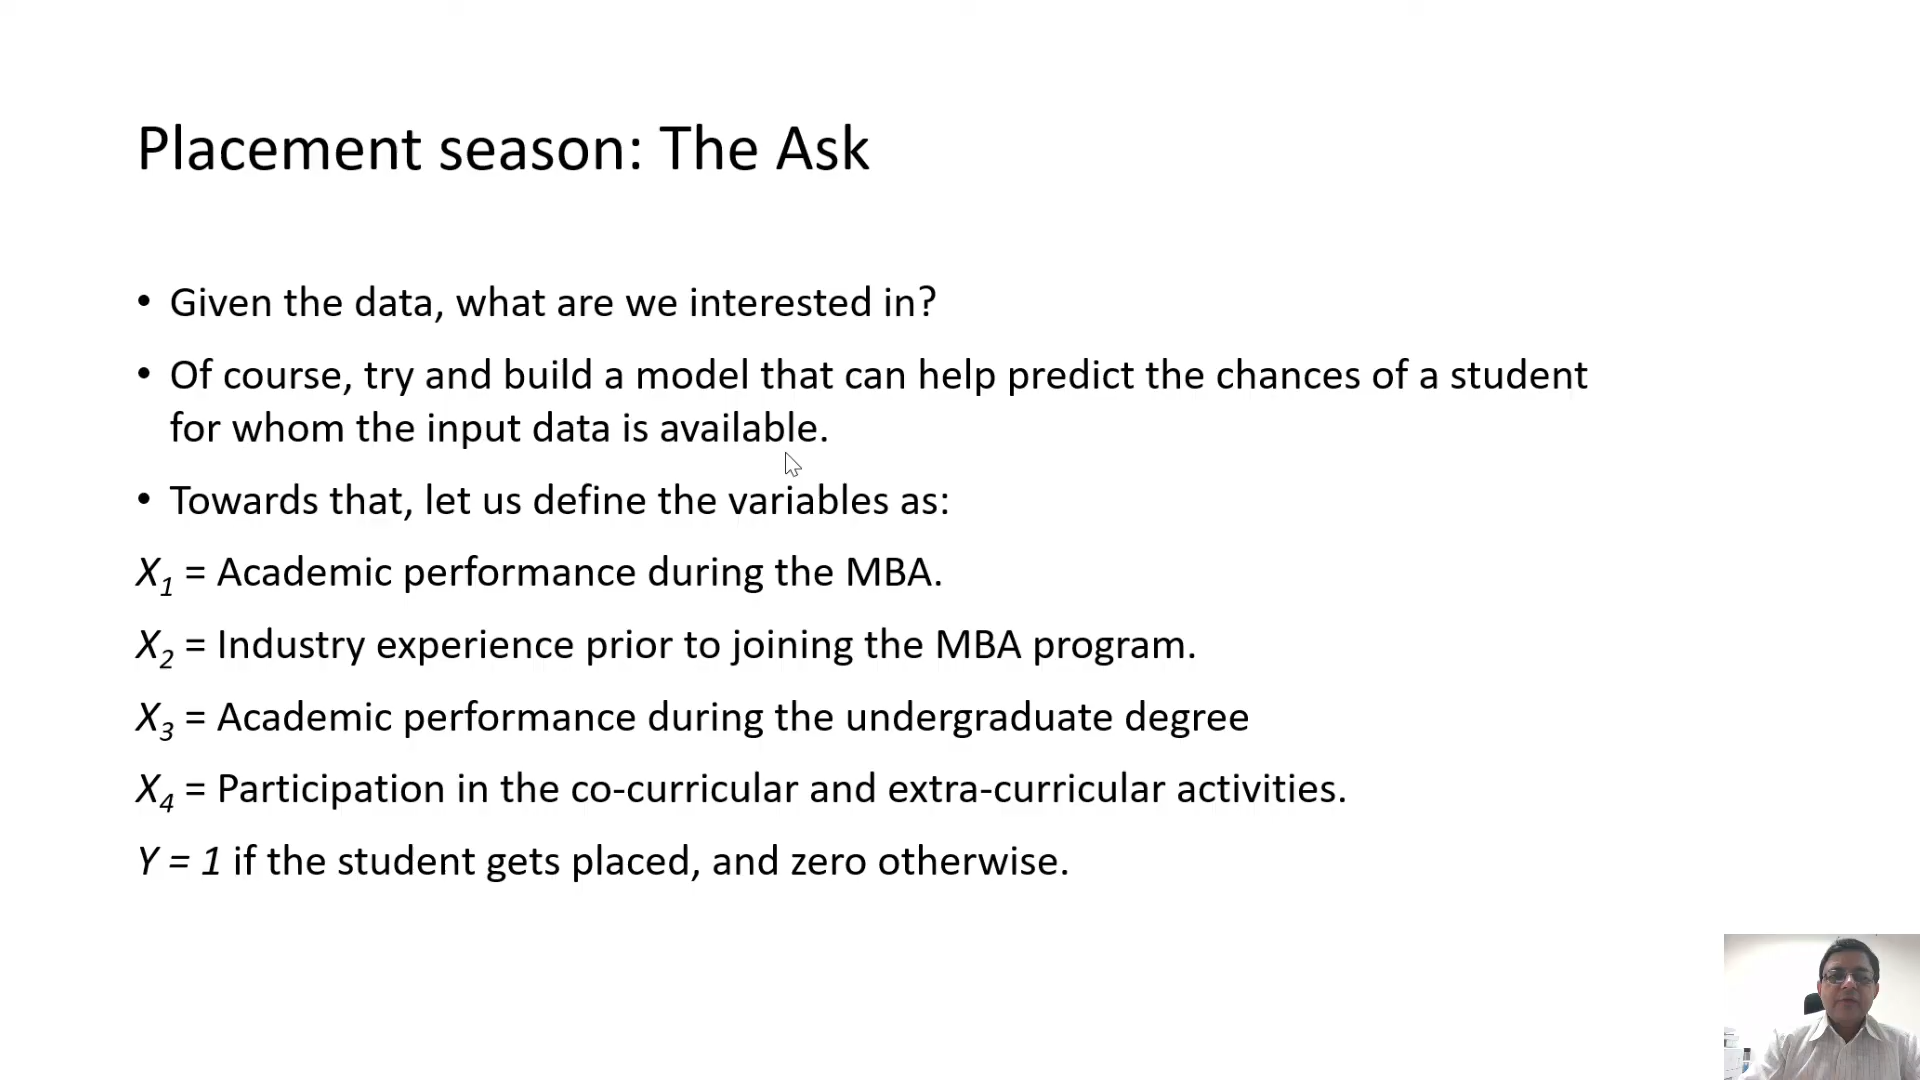 Placement season: The Ask
• Given the data, what are we interested in?
• Of course, try and build a model that can help predict the chances of a student
for whom the input data is available.
• Towards that, let us define the variables as:
X1 = Academic performance during the MBA.
X2 = Industry experience prior to joining the MBA program.
X3 = Academic performance during the undergraduate degree
X4 = Participation in the co-curricular and extra-curricular activities.
Y = 1 if the student gets placed, and zero otherwise.